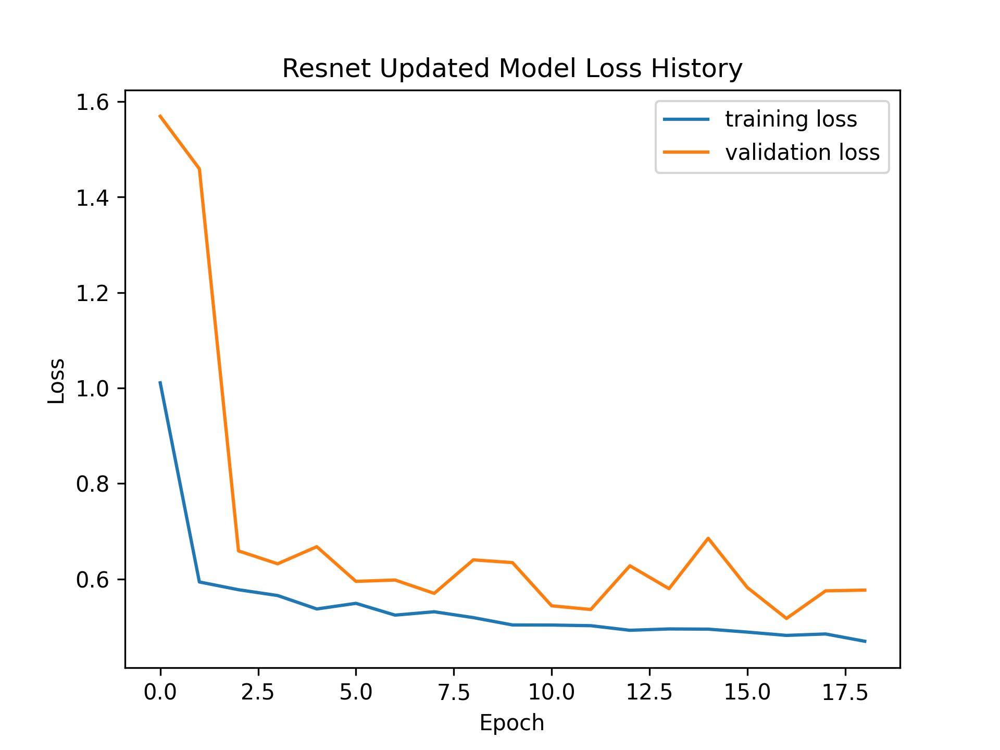 Resnet Updated Model Loss History
training loss
validation loss
1.6
1.4
1.2
1.0
0.8
0.6
Loss
0.0 2.5 5.0 7.5 10.0 12.5 15.0 17.5
Epoch